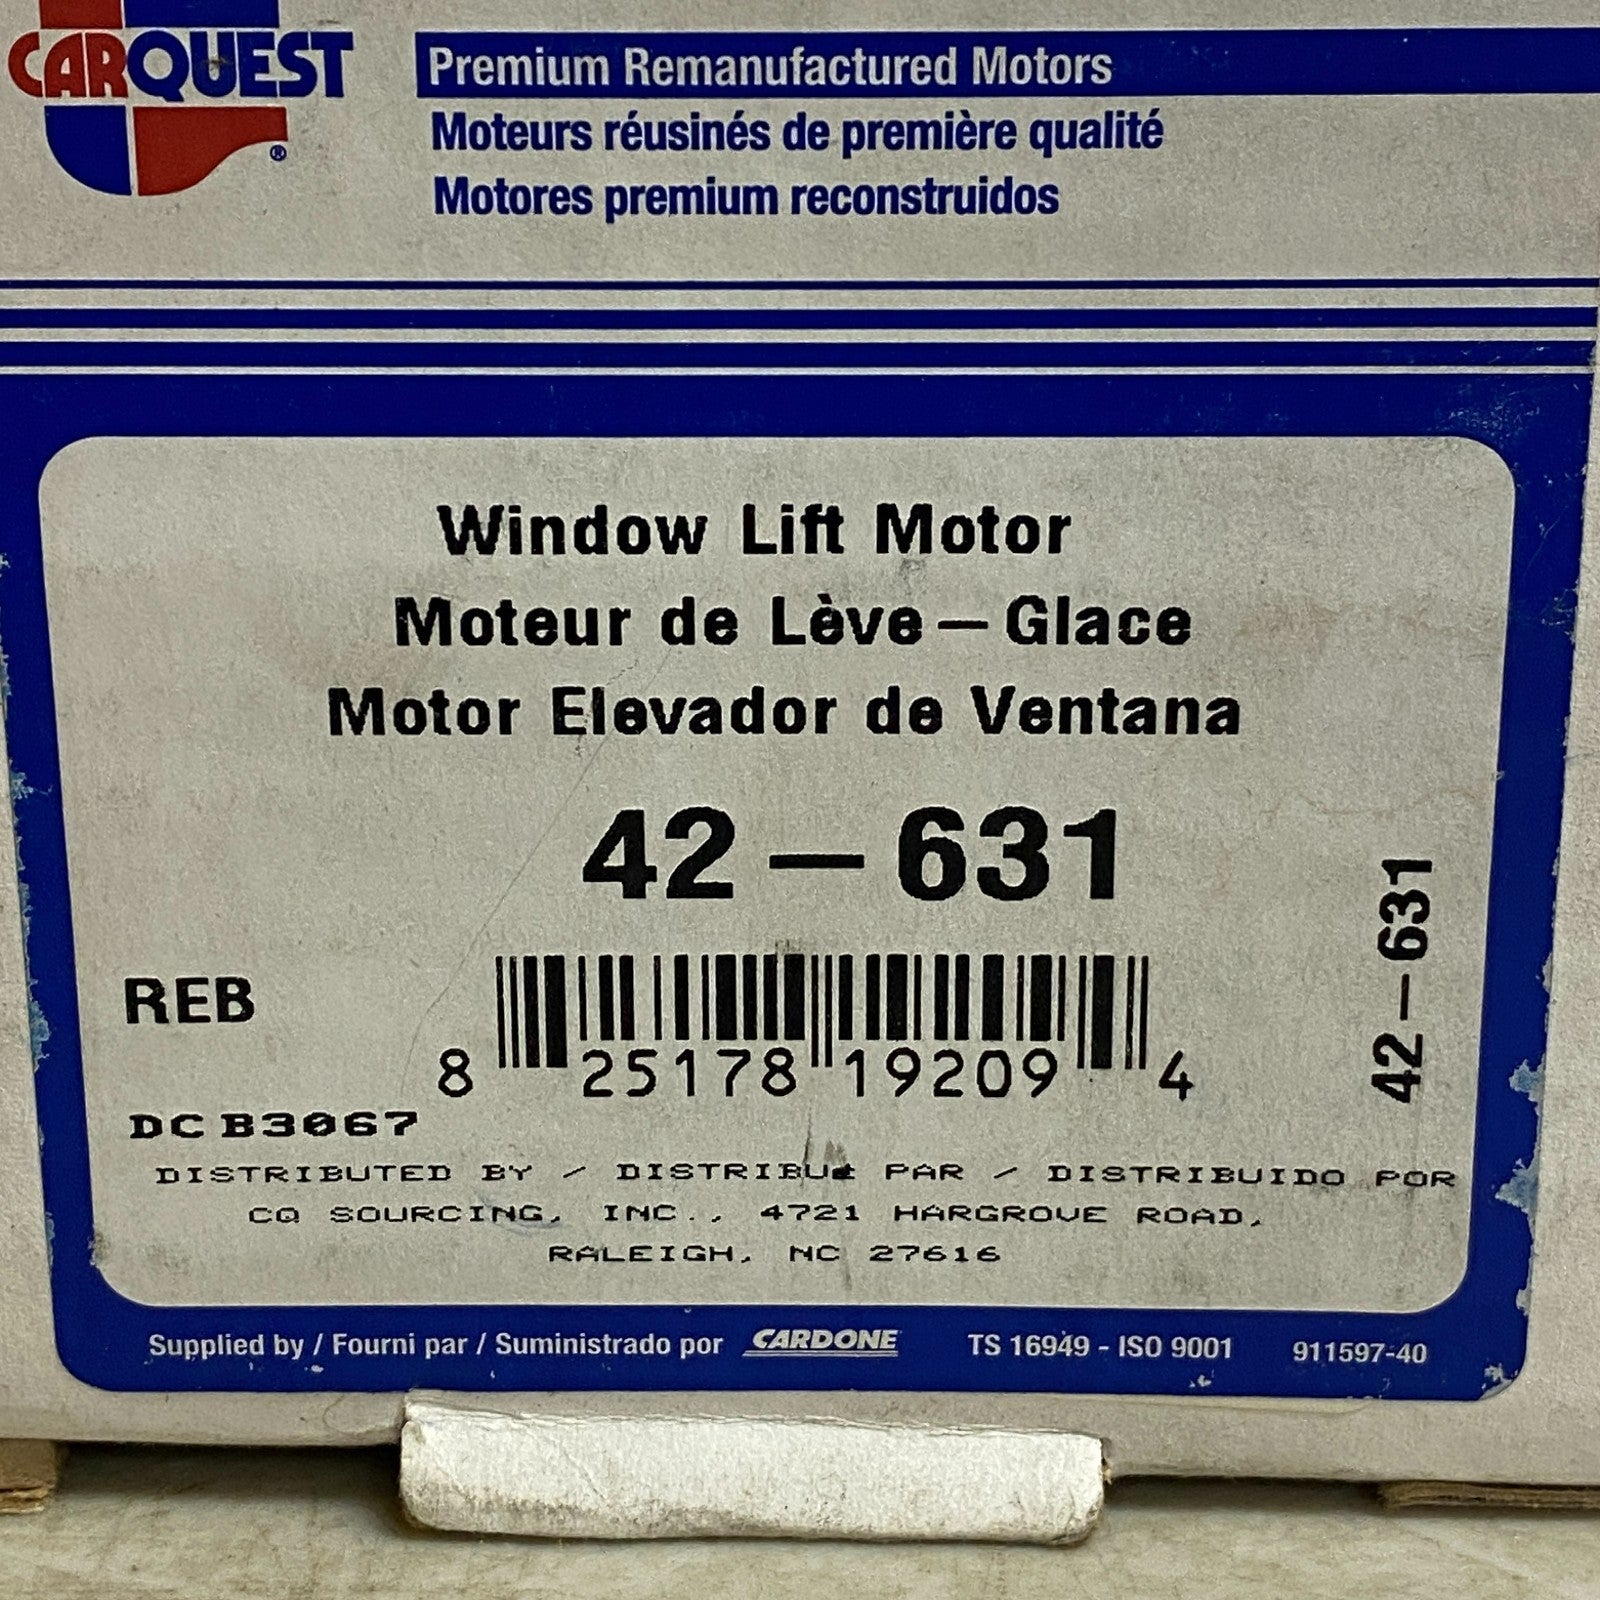 CARQUEST
®
Premium Remanufactured Motors
Moteurs réusinés de première qualité
Motores premium reconstruidos
Window Lift Motor
Moteur de Lève-Glace
Motor Elevador de Ventana
42-631
42-631
REB
8 25178 19209 4
DC B3067
DISTRIBUTED BY / DISTRIBUé PAR / DISTRIBUIDO POR
CQ SOURCING, INC., 4721 HARGROVE ROAD,
RALEIGH, NC 27616
Supplied by / Fourni par / Suministrado por CARDONE TS 16949 - ISO 9001 911597-40